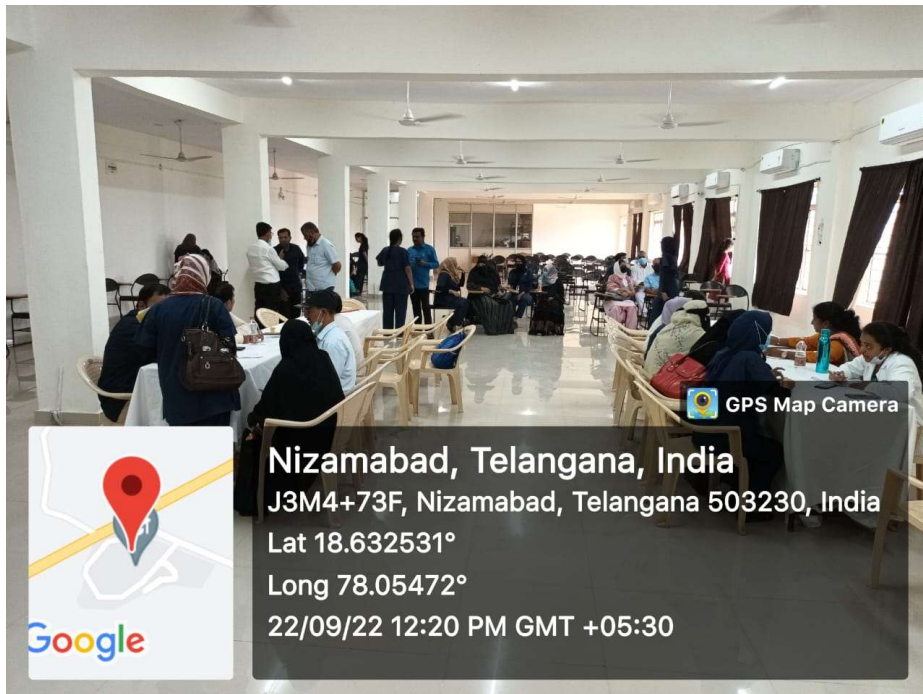 GPS Map Camera
Nizamabad, Telangana, India
J3M4+73F, Nizamabad, Telangana 503230, India
Lat 18.632531°
Long 78.05472°
22/09/22 12:20 PM GMT +05:30
Google